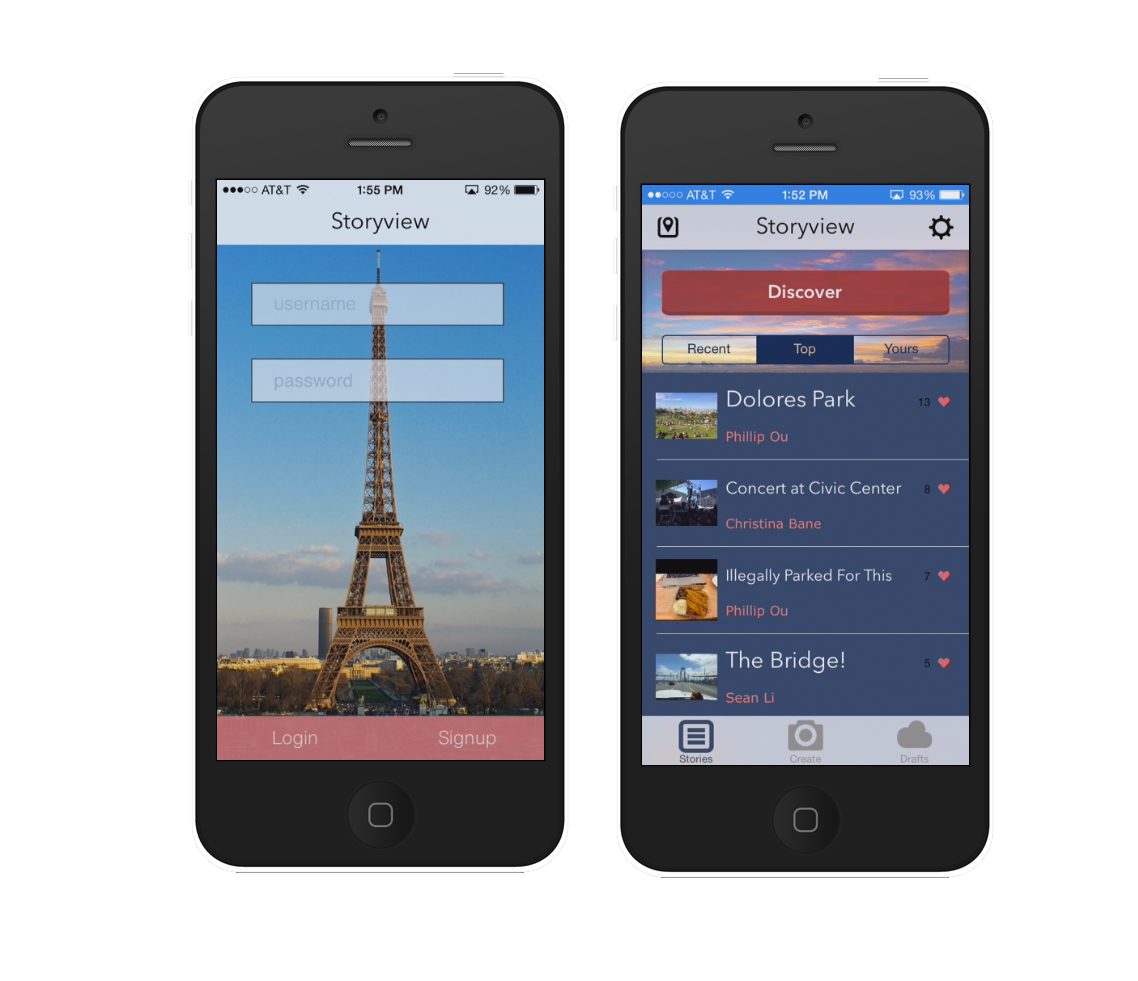 AT&T 1:55 PM 92%
Storyview
username
password
Login Signup
AT&T 1:52 PM 93%
Storyview
Discover
Recent Top Yours
Dolores Park 13
Phillip Ou
Concert at Civic Center 8
Christina Bane
Illegally Parked For This 7
Phillip Ou
The Bridge! 5
Sean Li
Stories Create Drafts